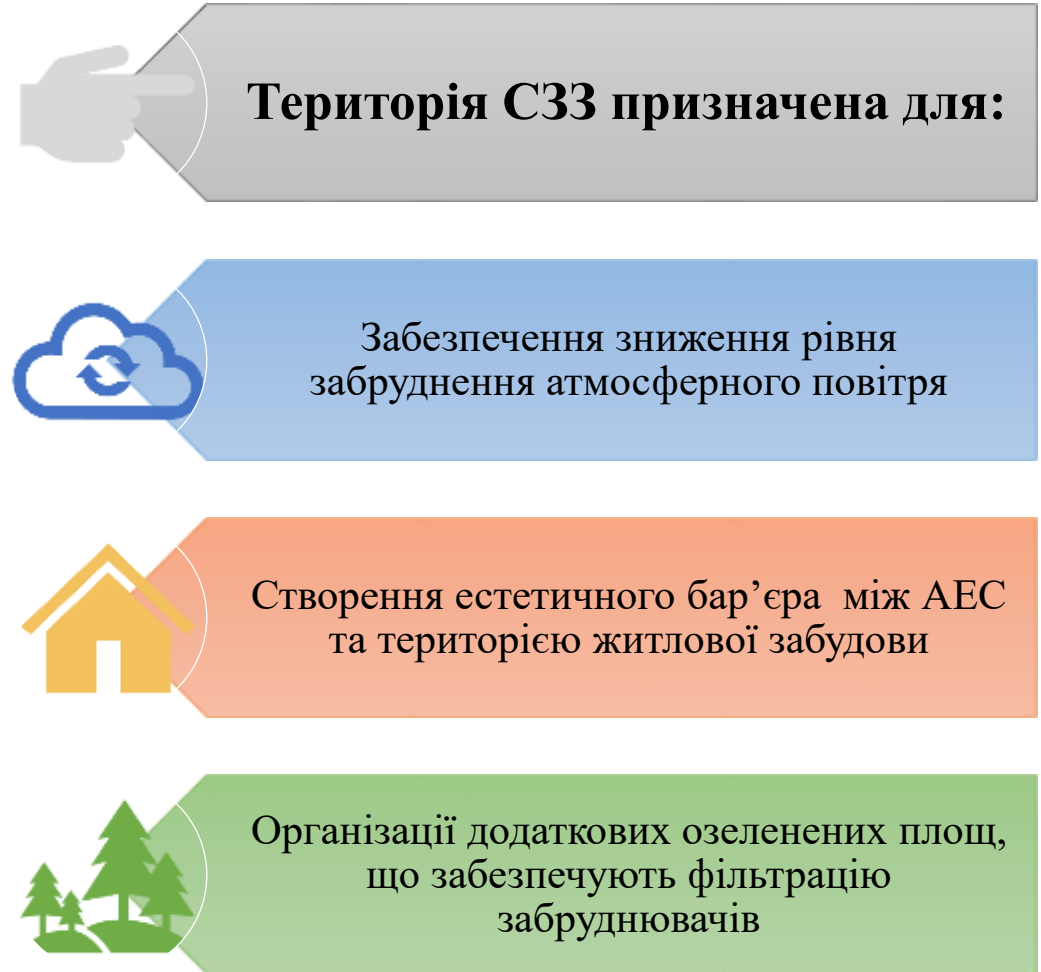 Територія СЗЗ призначена для:
Забезпечення зниження рівня
забруднення атмосферного повітря
Створення естетичного бар’єра  між АЕС
та територією житлової забудови
Організації додаткових озеленених площ,
що забезпечують фільтрацію
забруднювачів